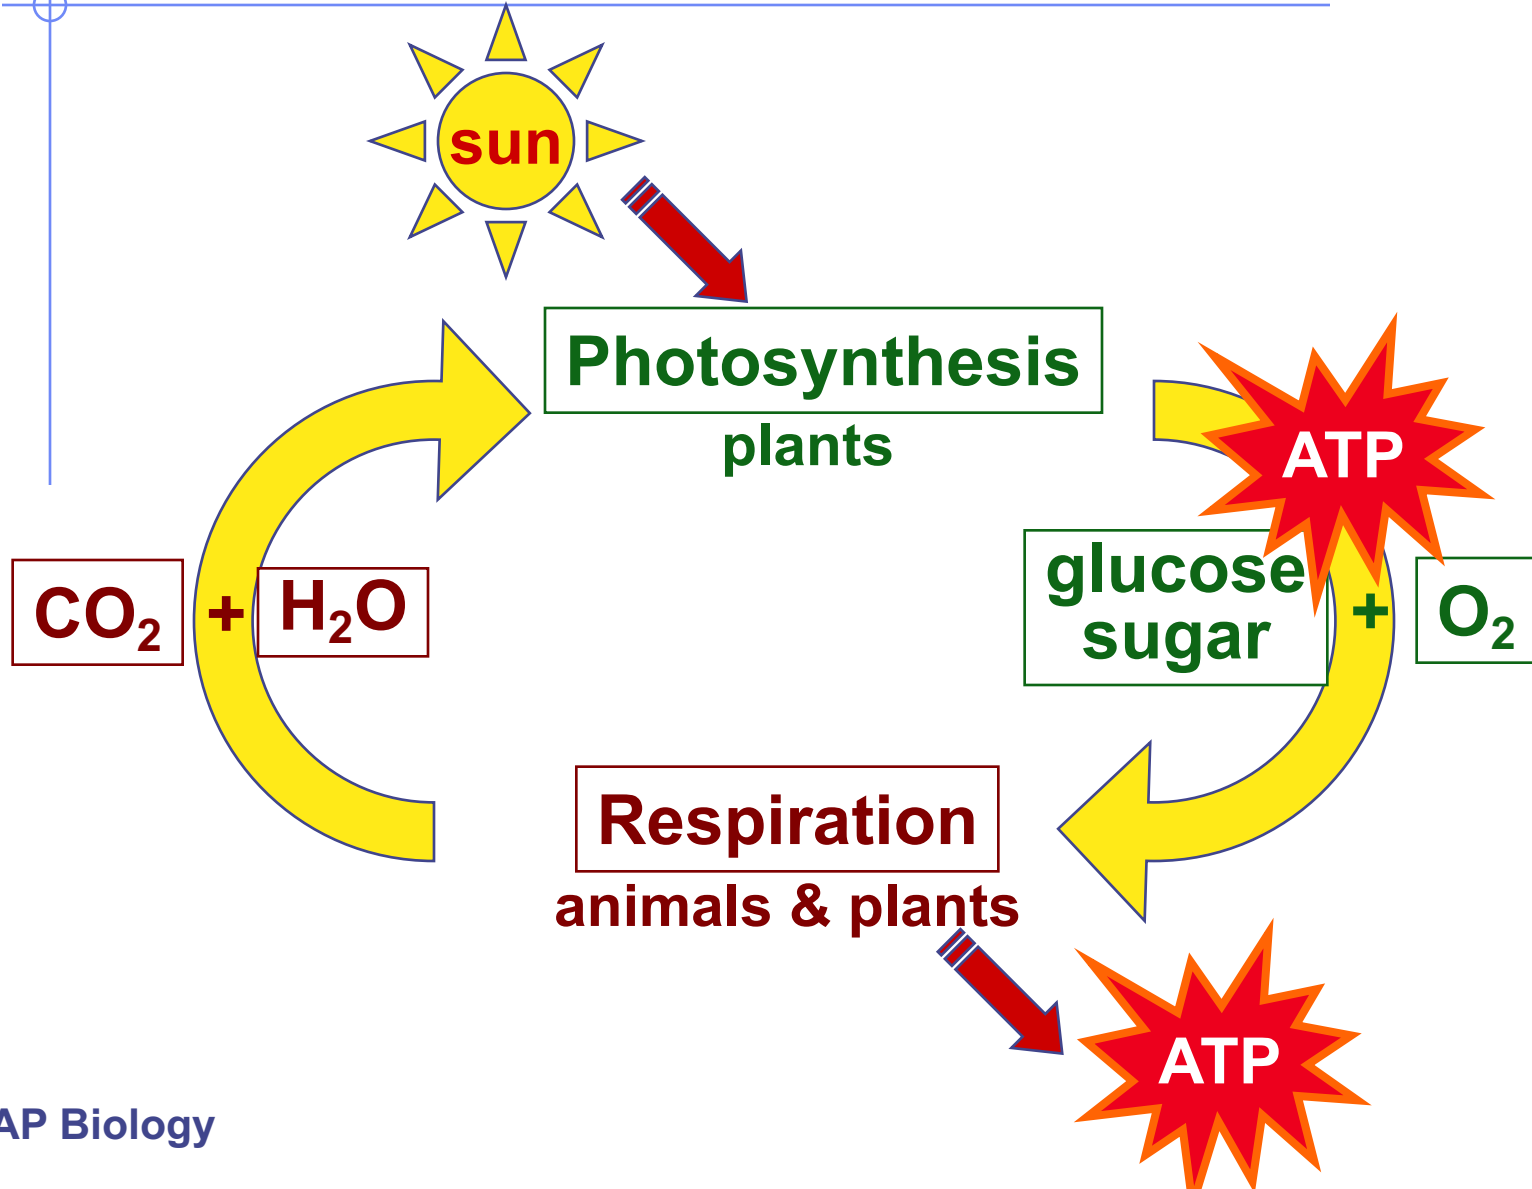 sun
Photosynthesis
plants
ATP
CO₂ + H₂O
glucose
sugar + O₂
Respiration
animals & plants
ATP
AP Biology